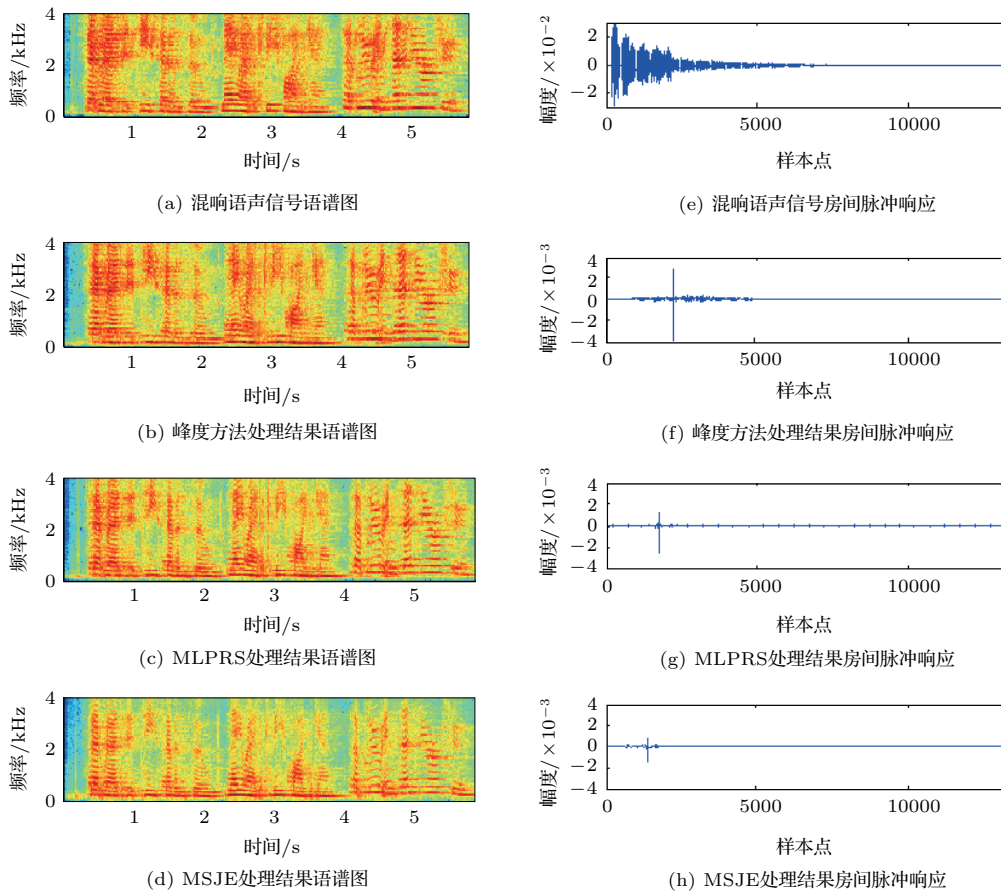 4
2
0
频率/kHz
1 2 3 4 5
时间/s
(a) 混响语声信号语谱图
2
0
−2
幅度/×10−2
0 5000 10000
样本点
(e) 混响语声信号房间脉冲响应
4
2
0
频率/kHz
1 2 3 4 5
时间/s
(b) 峰度方法处理结果语谱图
4
2
0
−2
−4
幅度/×10−3
0 5000 10000
样本点
(f) 峰度方法处理结果房间脉冲响应
4
2
0
频率/kHz
1 2 3 4 5
时间/s
(c) MLPRS处理结果语谱图
4
2
0
−2
−4
幅度/×10−3
0 5000 10000
样本点
(g) MLPRS处理结果房间脉冲响应
4
2
0
频率/kHz
1 2 3 4 5
时间/s
(d) MSJE处理结果语谱图
4
2
0
−2
−4
幅度/×10−3
0 5000 10000
样本点
(h) MSJE处理结果房间脉冲响应